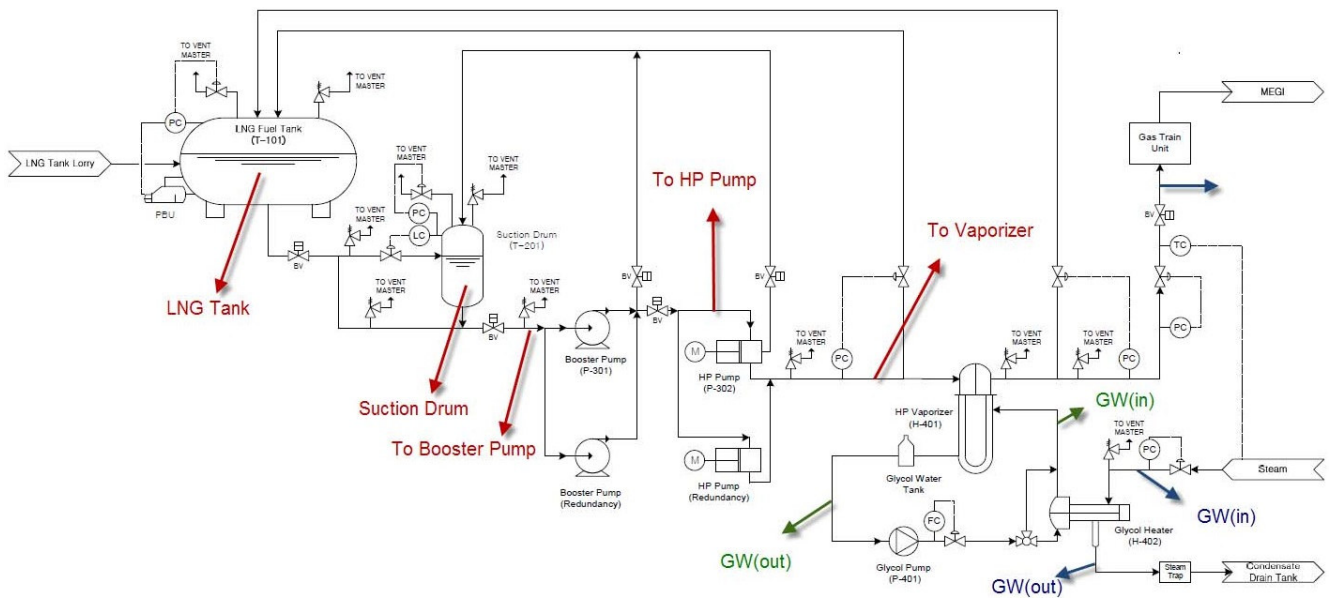 TO VENT
MASTER
TO VENT
MASTER
PC
LNG Fuel Tank
(T-101)
LNG Tank Lorry
PBU
BV
LNG Tank
TO VENT
MASTER
TO VENT
MASTER
TO VENT
MASTER
TO VENT
MASTER
PC
LC
Suction Drum
(T-201)
Suction Drum
BV
TO VENT
MASTER
To Booster Pump
Booster Pump
(P-301)
Booster Pump
(Redundancy)
BV
BV
To HP Pump
BV
M
HP Pump
(P-302)
M
HP Pump
(Redundancy)
TO VENT
MASTER
PC
To Vaporizer
HP Vaporizer
(H-401)
Glycol Water
Tank
GW(out)
FC
Glycol Pump
(P-401)
TO VENT
MASTER
TO VENT
MASTER
PC
GW(in)
MEGI
Gas Train
Unit
TC
PC
TO VENT
MASTER
PC
Steam
GW(in)
Glycol Heater
(H-402)
GW(out)
Steam
Trap
Condensate
Drain Tank